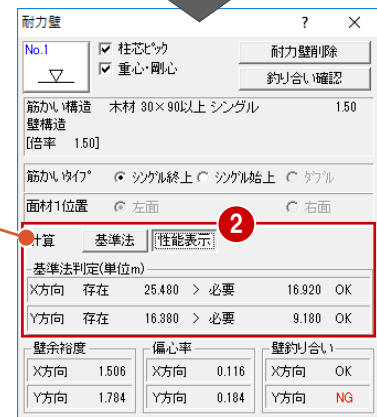 耐力壁 ? ×
No.1 柱芯ピック 耐力壁削除
重心・剛心 釣り合い確認
筋かい構造 木材 30×90以上 シングル 1.50
壁構造
[倍率 1.50]
筋かいタイプ シングル終上 シングル始上 ダブル
面材1位置 左面 右面
計算 基準法 性能表示 2
基準法判定(単位m)
X方向 存在 25.480 > 必要 16.920 OK
Y方向 存在 16.380 > 必要 9.180 OK
壁余裕度 偏心率 壁釣り合い
X方向 1.506 X方向 0.116 X方向 OK
Y方向 1.784 Y方向 0.184 Y方向 NG